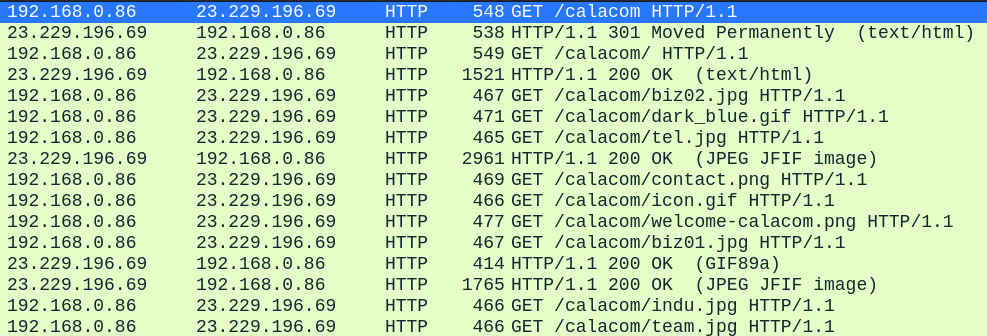 192.168.0.86 23.229.196.69 HTTP 548 GET /calacom HTTP/1.1
23.229.196.69 192.168.0.86 HTTP 538 HTTP/1.1 301 Moved Permanently (text/html)
192.168.0.86 23.229.196.69 HTTP 549 GET /calacom/ HTTP/1.1
23.229.196.69 192.168.0.86 HTTP 1521 HTTP/1.1 200 OK (text/html)
192.168.0.86 23.229.196.69 HTTP 467 GET /calacom/biz02.jpg HTTP/1.1
192.168.0.86 23.229.196.69 HTTP 471 GET /calacom/dark_blue.gif HTTP/1.1
192.168.0.86 23.229.196.69 HTTP 465 GET /calacom/tel.jpg HTTP/1.1
23.229.196.69 192.168.0.86 HTTP 2961 HTTP/1.1 200 OK (JPEG JFIF image)
192.168.0.86 23.229.196.69 HTTP 469 GET /calacom/contact.png HTTP/1.1
192.168.0.86 23.229.196.69 HTTP 466 GET /calacom/icon.gif HTTP/1.1
192.168.0.86 23.229.196.69 HTTP 477 GET /calacom/welcome-calacom.png HTTP/1.1
192.168.0.86 23.229.196.69 HTTP 467 GET /calacom/biz01.jpg HTTP/1.1
23.229.196.69 192.168.0.86 HTTP 414 HTTP/1.1 200 OK (GIF89a)
23.229.196.69 192.168.0.86 HTTP 1765 HTTP/1.1 200 OK (JPEG JFIF image)
192.168.0.86 23.229.196.69 HTTP 466 GET /calacom/indu.jpg HTTP/1.1
192.168.0.86 23.229.196.69 HTTP 466 GET /calacom/team.jpg HTTP/1.1